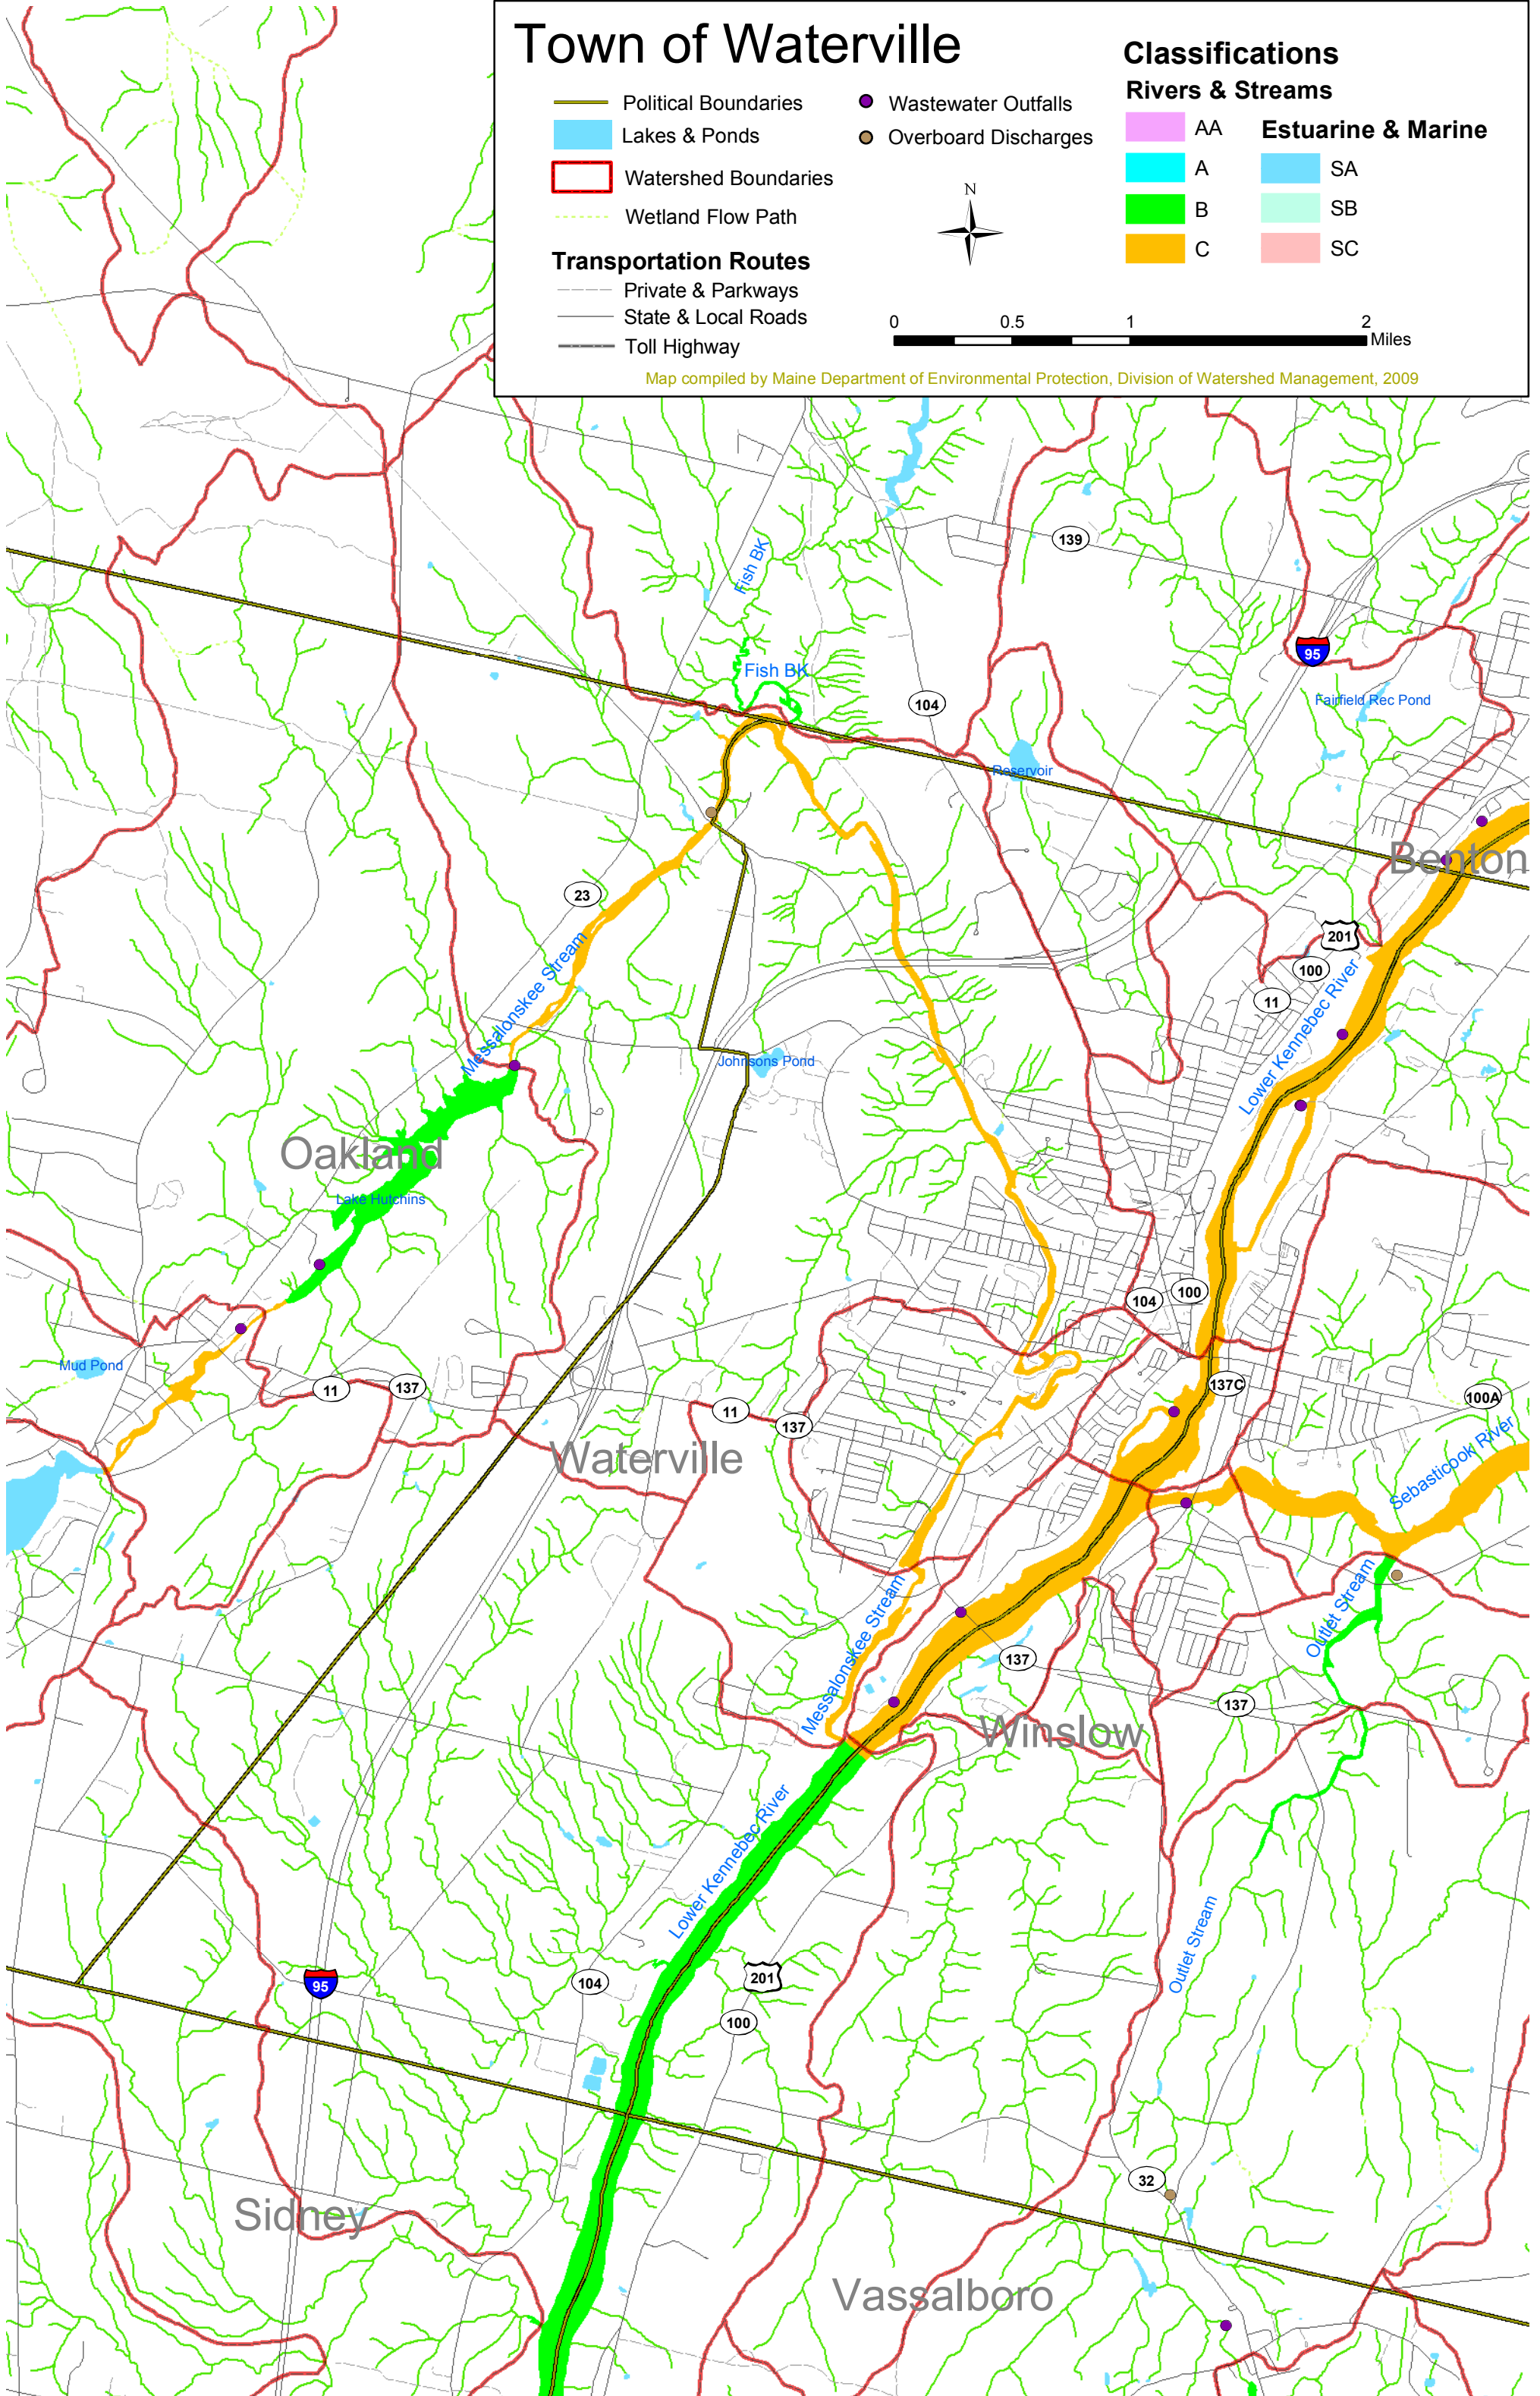 Town of Waterville
Political Boundaries
Lakes & Ponds
Watershed Boundaries
Wetland Flow Path
Transportation Routes
Private & Parkways
State & Local Roads
Toll Highway
Wastewater Outfalls
Overboard Discharges
N
Classifications
Rivers & Streams
AA
A
B
C
Estuarine & Marine
SA
SB
SC
0 0.5 1 2
Miles
Map compiled by Maine Department of Environmental Protection, Division of Watershed Management, 2009
139
Fish BK
95
Fish BK
104
Fairfield Rec Pond
Reservoir
Benton
23
201
100
11
Messalonskee Stream
Lower Kennebec River
Johnsons Pond
Oakland
Lake Hutchins
104
100
Mud Pond
11
137
137C
100A
11
137
Waterville
Sebasticook River
Messalonskee Stream
Outlet Stream
137
137
Winslow
Lower Kennebec River
Outlet Stream
95
104
201
100
32
Sidney
Vassalboro